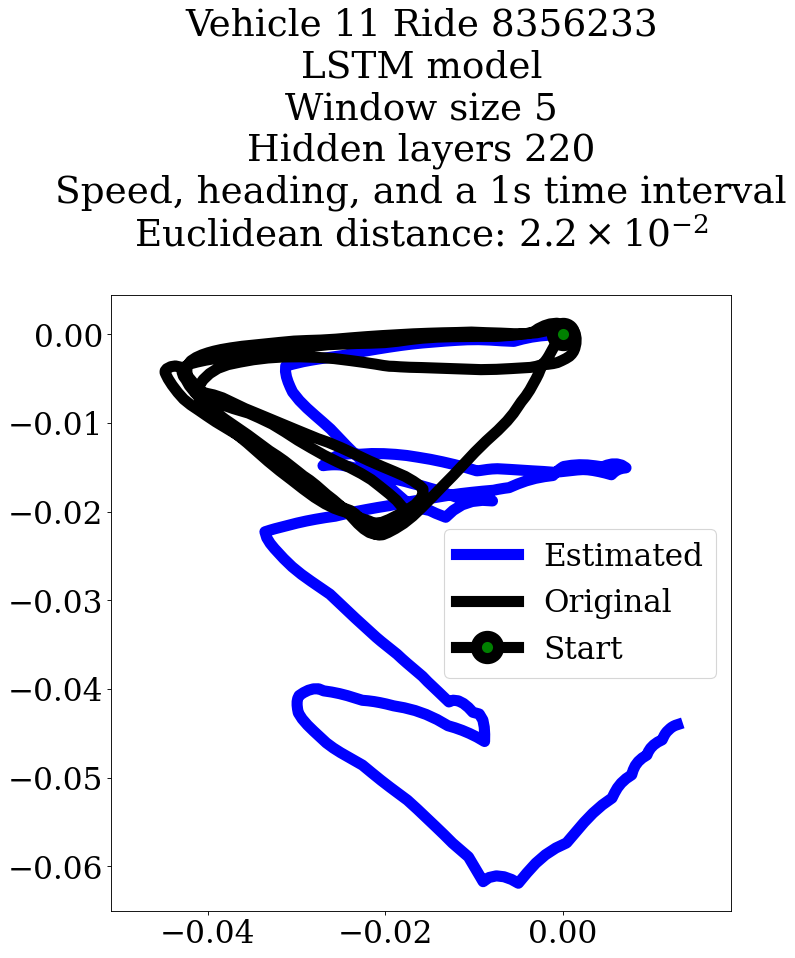 Vehicle 11 Ride 8356233
LSTM model
Window size 5
Hidden layers 220
Speed, heading, and a 1s time interval
Euclidean distance: 2.2 × 10⁻²
0.00
−0.01
−0.02
−0.03
−0.04
−0.05
−0.06
Estimated
Original
Start
−0.04 −0.02 0.00